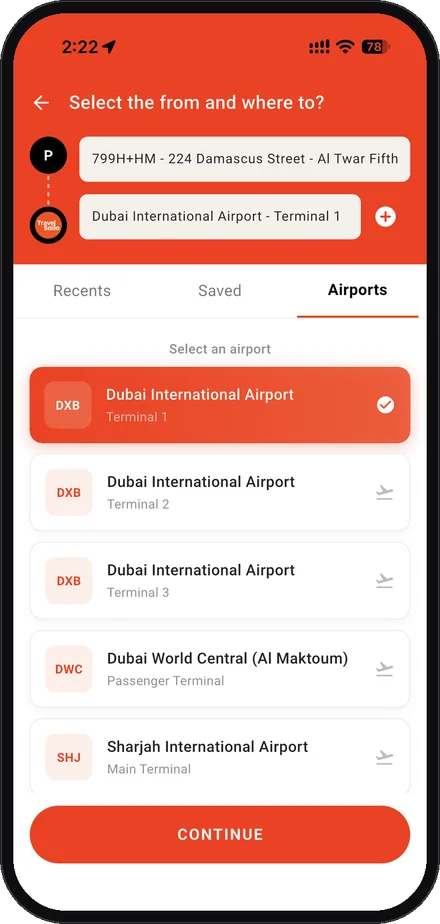 2:22
78
Select the from and where to?
P
799H+HM - 224 Damascus Street - Al Twar Fifth
Travel
Sollo
Dubai International Airport - Terminal 1
Recents
Saved
Airports
Select an airport
DXB
Dubai International Airport
Terminal 1
DXB
Dubai International Airport
Terminal 2
DXB
Dubai International Airport
Terminal 3
DWC
Dubai World Central (Al Maktoum)
Passenger Terminal
SHJ
Sharjah International Airport
Main Terminal
CONTINUE